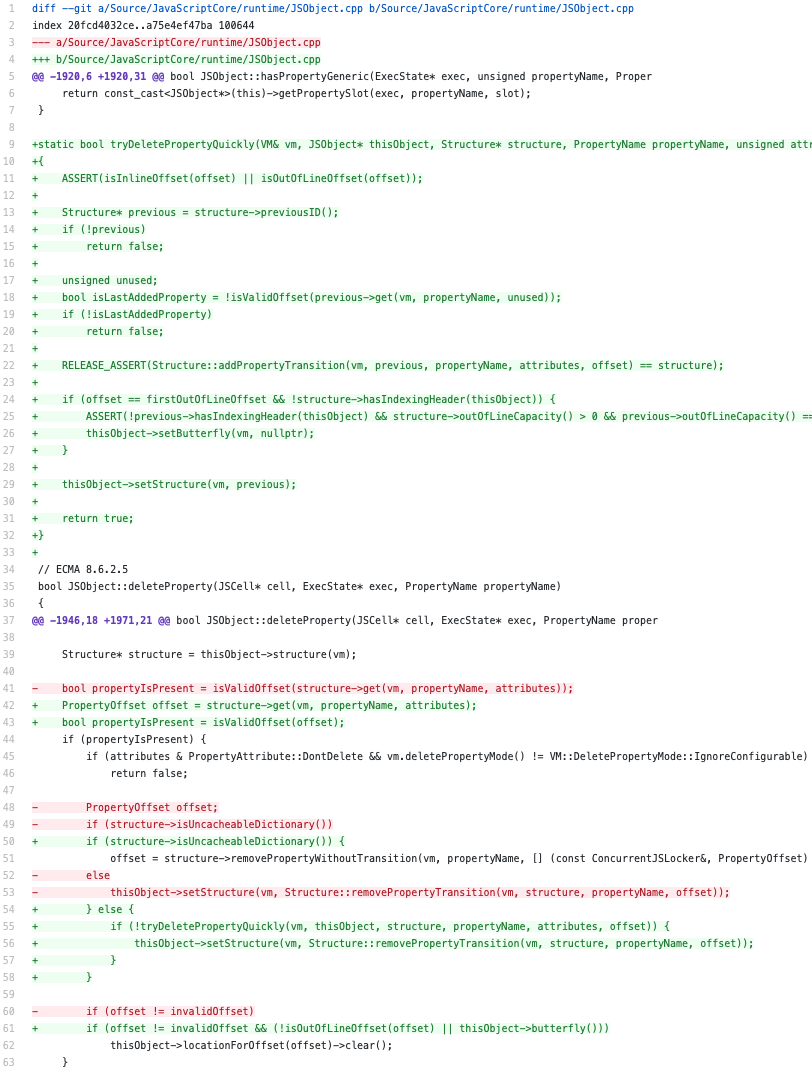 1 diff --git a/Source/JavaScriptCore/runtime/JSObject.cpp b/Source/JavaScriptCore/runtime/JSObject.cpp
2 index 20fcd4032ce..a75e4ef47ba 100644
3 --- a/Source/JavaScriptCore/runtime/JSObject.cpp
4 +++ b/Source/JavaScriptCore/runtime/JSObject.cpp
5 @@ -1920,6 +1920,31 @@ bool JSObject::hasPropertyGeneric(ExecState* exec, unsigned propertyName, Proper
6      return const_cast<JSObject*>(this)->getPropertySlot(exec, propertyName, slot);
7  }
8
9 +static bool tryDeletePropertyQuickly(VM& vm, JSObject* thisObject, Structure* structure, PropertyName propertyName, unsigned attr
10 +{
11 +    ASSERT(isInlineOffset(offset) || isOutOfLineOffset(offset));
12 +
13 +    Structure* previous = structure->previousID();
14 +    if (!previous)
15 +        return false;
16 +
17 +    unsigned unused;
18 +    bool isLastAddedProperty = !isValidOffset(previous->get(vm, propertyName, unused));
19 +    if (!isLastAddedProperty)
20 +        return false;
21 +
22 +    RELEASE_ASSERT(Structure::addPropertyTransition(vm, previous, propertyName, attributes, offset) == structure);
23 +
24 +    if (offset == firstOutOfLineOffset && !structure->hasIndexingHeader(thisObject)) {
25 +        ASSERT(!previous->hasIndexingHeader(thisObject) && structure->outOfLineCapacity() > 0 && previous->outOfLineCapacity() ==
26 +        thisObject->setButterfly(vm, nullptr);
27 +    }
28 +
29 +    thisObject->setStructure(vm, previous);
30 +
31 +    return true;
32 +}
33 +
34  // ECMA 8.6.2.5
35  bool JSObject::deleteProperty(JSCell* cell, ExecState* exec, PropertyName propertyName)
36  {
37 @@ -1946,18 +1971,21 @@ bool JSObject::deleteProperty(JSCell* cell, ExecState* exec, PropertyName proper
38
39      Structure* structure = thisObject->structure(vm);
40
41 -    bool propertyIsPresent = isValidOffset(structure->get(vm, propertyName, attributes));
42 +    PropertyOffset offset = structure->get(vm, propertyName, attributes);
43 +    bool propertyIsPresent = isValidOffset(offset);
44      if (propertyIsPresent) {
45          if (attributes & PropertyAttribute::DontDelete && vm.deletePropertyMode() != VM::DeletePropertyMode::IgnoreConfigurable)
46              return false;
47
48 -        PropertyOffset offset;
49 -        if (structure->isUncacheableDictionary())
50 +        if (structure->isUncacheableDictionary()) {
51              offset = structure->removePropertyWithoutTransition(vm, propertyName, [] (const ConcurrentJSLocker&, PropertyOffset)
52 -        else
53 -            thisObject->setStructure(vm, Structure::removePropertyTransition(vm, structure, propertyName, offset));
54 +        } else {
55 +            if (!tryDeletePropertyQuickly(vm, thisObject, structure, propertyName, attributes, offset)) {
56 +                thisObject->setStructure(vm, Structure::removePropertyTransition(vm, structure, propertyName, offset));
57 +            }
58 +        }
59
60 -        if (offset != invalidOffset)
61 +        if (offset != invalidOffset && (!isOutOfLineOffset(offset) || thisObject->butterfly()))
62              thisObject->locationForOffset(offset)->clear();
63      }